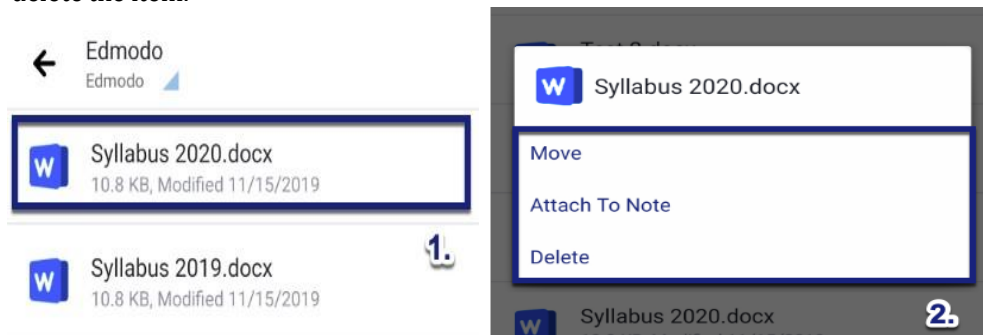 delete the item.
Edmodo
Edmodo
W Syllabus 2020.docx
10.8 KB, Modified 11/15/2019
1.
W Syllabus 2019.docx
10.8 KB, Modified 11/15/2019
W Syllabus 2020.docx
Move
Attach To Note
Delete
W Syllabus 2020.docx
2.